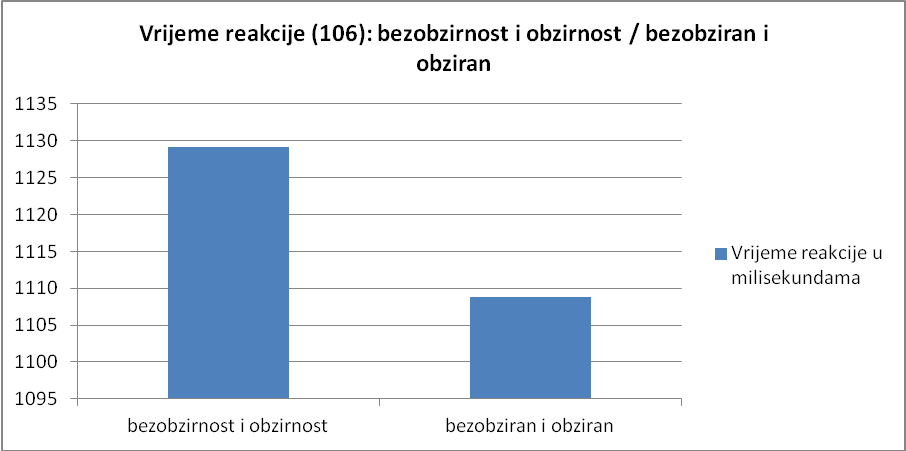 Vrijeme reakcije (106): bezobzirnost i obzirnost / bezobziran i
obziran
1135
1130
1125
1120
1115
1110
1105
1100
1095
bezobzirnost i obzirnost
bezobziran i obziran
Vrijeme reakcije u
milisekundama